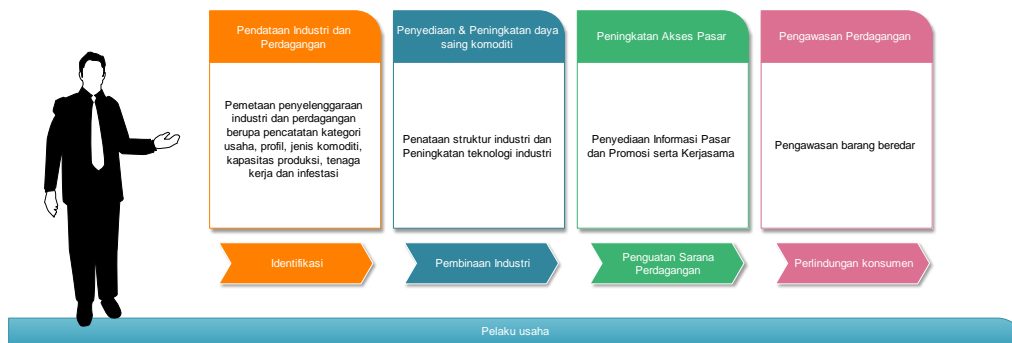 Pendataan Industri dan
Perdagangan
Pemetaan penyelenggaraan
industri dan perdagangan
berupa pencatatan kategori
usaha, profil, jenis komoditi,
kapasitas produksi, tenaga
kerja dan infestasi
Identifikasi
Penyediaan & Peningkatan daya
saing komoditi
Penataan struktur industri dan
Peningkatan teknologi industri
Pembinaan Industri
Peningkatan Akses Pasar
Penyediaan Informasi Pasar
dan Promosi serta Kerjasama
Penguatan Sarana
Perdagangan
Pengawasan Perdagangan
Pengawasan barang beredar
Perlindungan konsumen
Pelaku usaha